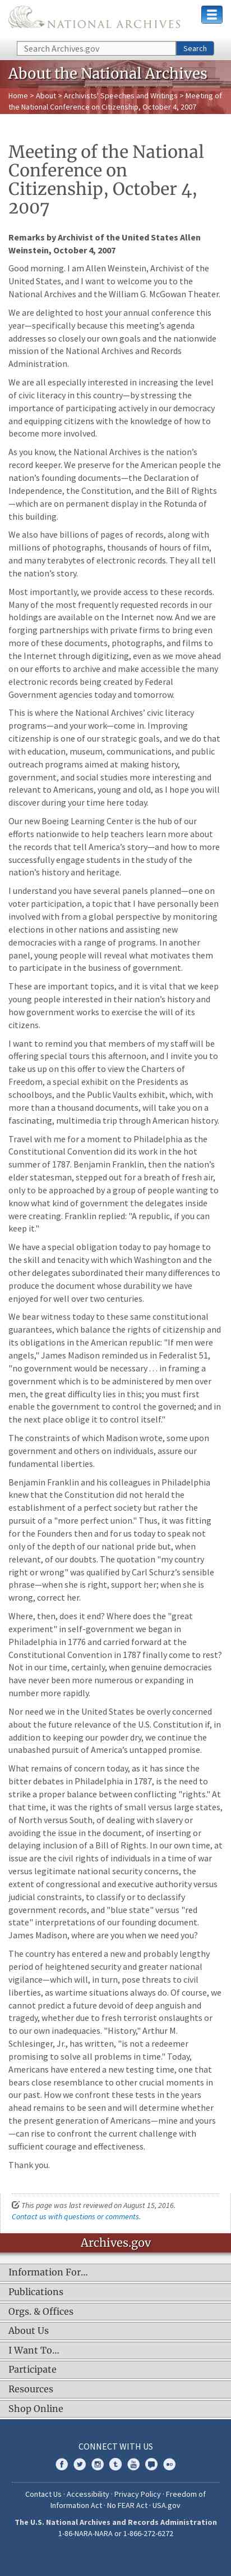 NATIONAL ARCHIVES
Search Archives.gov
Search
About the National Archives
Home > About > Archivists' Speeches and Writings > Meeting of
the National Conference on Citizenship, October 4, 2007
Meeting of the National
Conference on
Citizenship, October 4,
2007
Remarks by Archivist of the United States Allen
Weinstein, October 4, 2007
Good morning. I am Allen Weinstein, Archivist of the
United States, and I want to welcome you to the
National Archives and the William G. McGowan Theater.
We are delighted to host your annual conference this
year—specifically because this meeting’s agenda
dovetails so closely our own goals and the nationwide
mission of the National Archives and Records
Administration.
We are all especially interested in increasing the level
of civic literacy in this country—by stressing the
importance of participating actively in our democracy
and equipping citizens with the knowledge of how to
become more involved.
As you know, the National Archives is the nation’s
record keeper. We preserve for the American people the
nation’s founding documents—the Declaration of
Independence, the Constitution, and the Bill of Rights
—which are on permanent display in the Rotunda of
this building.
We also have billions of pages of records, along with
millions of photographs, thousands of hours of film,
and many terabytes of electronic records. They all tell
the nation’s story.
Most importantly, we provide access to these records.
Many of the most frequently requested records in our
holdings are available on the Internet now. And we are
forging partnerships with private firms to bring even
more of these documents, photographs, and films to
the Internet through digitizing, even as we move ahead
on our efforts to archive and make accessible the many
electronic records being created by Federal
Government agencies today and tomorrow.
This is where the National Archives’ civic literacy
programs—and your work—come in. Improving
citizenship is one of our strategic goals, and we do that
with education, museum, communications, and public
outreach programs aimed at making history,
government, and social studies more interesting and
relevant to Americans, young and old, as I hope you will
discover during your time here today.
Our new Boeing Learning Center is the hub of our
efforts nationwide to help teachers learn more about
the records that tell America’s story—and how to more
successfully engage students in the study of the
nation’s history and heritage.
I understand you have several panels planned—one on
voter participation, a topic that I have personally been
involved with from a global perspective by monitoring
elections in other nations and assisting new
democracies with a range of programs. In another
panel, young people will reveal what motivates them
to participate in the business of government.
These are important topics, and it is vital that we keep
young people interested in their nation’s history and
how government works to exercise the will of its
citizens.
I want to remind you that members of my staff will be
offering special tours this afternoon, and I invite you to
take us up on this offer to view the Charters of
Freedom, a special exhibit on the Presidents as
schoolboys, and the Public Vaults exhibit, which, with
more than a thousand documents, will take you on a
fascinating, multimedia trip through American history.
Travel with me for a moment to Philadelphia as the
Constitutional Convention did its work in the hot
summer of 1787. Benjamin Franklin, then the nation’s
elder statesman, stepped out for a breath of fresh air,
only to be approached by a group of people wanting to
know what kind of government the delegates inside
were creating. Franklin replied: "A republic, if you can
keep it."
We have a special obligation today to pay homage to
the skill and tenacity with which Washington and the
other delegates subordinated their many differences to
produce the document whose durability we have
enjoyed for well over two centuries.
We bear witness today to these same constitutional
guarantees, which balance the rights of citizenship and
its obligations in the American republic: "If men were
angels," James Madison reminded us in Federalist 51,
"no government would be necessary . . . in framing a
government which is to be administered by men over
men, the great difficulty lies in this; you must first
enable the government to control the governed; and in
the next place oblige it to control itself."
The constraints of which Madison wrote, some upon
government and others on individuals, assure our
fundamental liberties.
Benjamin Franklin and his colleagues in Philadelphia
knew that the Constitution did not herald the
establishment of a perfect society but rather the
pursuit of a "more perfect union." Thus, it was fitting
for the Founders then and for us today to speak not
only of the depth of our national pride but, when
relevant, of our doubts. The quotation "my country
right or wrong" was qualified by Carl Schurz’s sensible
phrase—when she is right, support her; when she is
wrong, correct her.
Where, then, does it end? Where does the "great
experiment" in self-government we began in
Philadelphia in 1776 and carried forward at the
Constitutional Convention in 1787 finally come to rest?
Not in our time, certainly, when genuine democracies
have never been more numerous or expanding in
number more rapidly.
Nor need we in the United States be overly concerned
about the future relevance of the U.S. Constitution if, in
addition to keeping our powder dry, we continue the
unabashed pursuit of America’s untapped promise.
What remains of concern today, as it has since the
bitter debates in Philadelphia in 1787, is the need to
strike a proper balance between conflicting "rights." At
that time, it was the rights of small versus large states,
of North versus South, of dealing with slavery or
avoiding the issue in the document, of inserting or
delaying inclusion of a Bill of Rights. In our own time, at
issue are the civil rights of individuals in a time of war
weighed against national security concerns, the
extent of congressional and executive authority versus
judicial constraints, to classify or to declassify
government records, and "blue state" versus "red
state" interpretations of our founding document.
James Madison, where are you when we need you?
The country has entered a new and probably lengthy
period of heightened security and greater national
vigilance—which will, in turn, pose threats to civil
liberties, as wartime situations always do. Of course, we
cannot predict a future devoid of deep anguish and
tragedy, whether due to fresh terrorist onslaughts or
to our own inadequacies. "History," Arthur M.
Schlesinger, Jr., has written, "is not a redeemer
promising to solve all problems in time." Today,
Americans have entered a new testing time, one that
bears close resemblance to other critical moments in
our past. How we confront these tests in the years
ahead remains to be seen and will determine whether
the present generation of Americans—mine and yours
—can strive to confront the current challenge with
sufficient courage and effectiveness.
Thank you.
This page was last reviewed on August 15, 2016.
Contact us with questions or comments.
Archives.gov
Information For…
Publications
Orgs. & Offices
About Us
I Want To…
Participate
Resources
Shop Online
CONNECT WITH US
Contact Us · Accessibility · Privacy Policy · Freedom of
Information Act · No FEAR Act · USA.gov
The U.S. National Archives and Records Administration
1-86-NARA-NARA or 1-866-272-6272